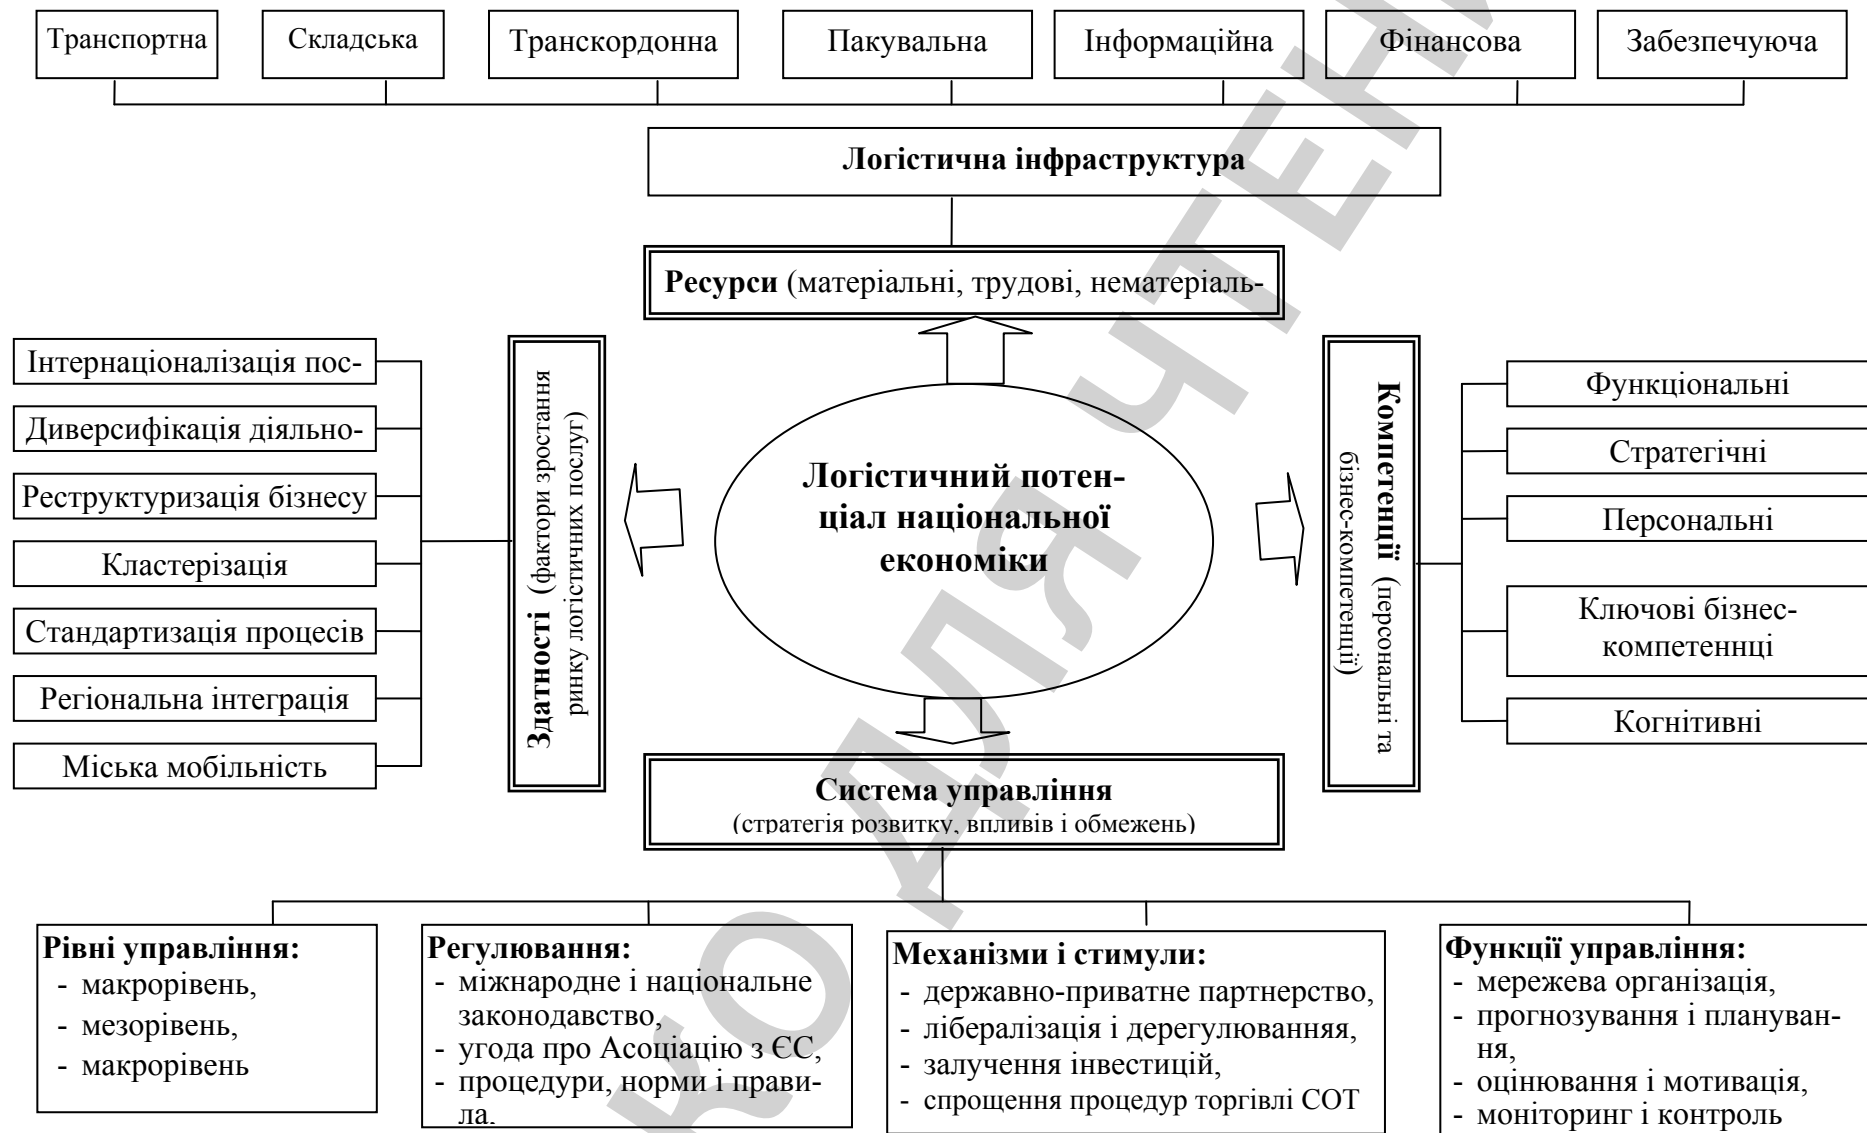 Транспортна
Складська
Транскордонна
Пакувальна
Інформаційна
Фінансова
Забезпечуюча
Логістична інфраструктура
Ресурси (матеріальні, трудові, нематеріаль-
Інтернаціоналізація пос-
Диверсифікація діяльно-
Реструктуризація бізнесу
Кластерізація
Стандартизація процесів
Регіональна інтеграція
Міська мобільність
Здатності (фактори зростання
ринку логістичних послуг)
Логістичний потен-
ціал національної
економіки
Компетенції (персональні та
бізнес-компетенції)
Функціональні
Стратегічні
Персональні
Ключові бізнес-
компетеннці
Когнітивні
Система управління
(стратегія розвитку, впливів і обмежень)
Рівні управління:
- макрорівень,
- мезорівень,
- макрорівень
Регулювання:
- міжнародне і національне
законодавство,
- угода про Асоціацію з ЄС,
- процедури, норми і прави-
ла.
Механізми і стимули:
- державно-приватне партнерство,
- лібералізація і дерегулюванняя,
- залучення інвестицій,
- спрощення процедур торгівлі СОТ
Функції управління:
- мережева організація,
- прогнозування і плануван-
ня,
- оцінювання і мотивація,
- моніторинг і контроль
КО ДЛЯ ЧТЕНИ